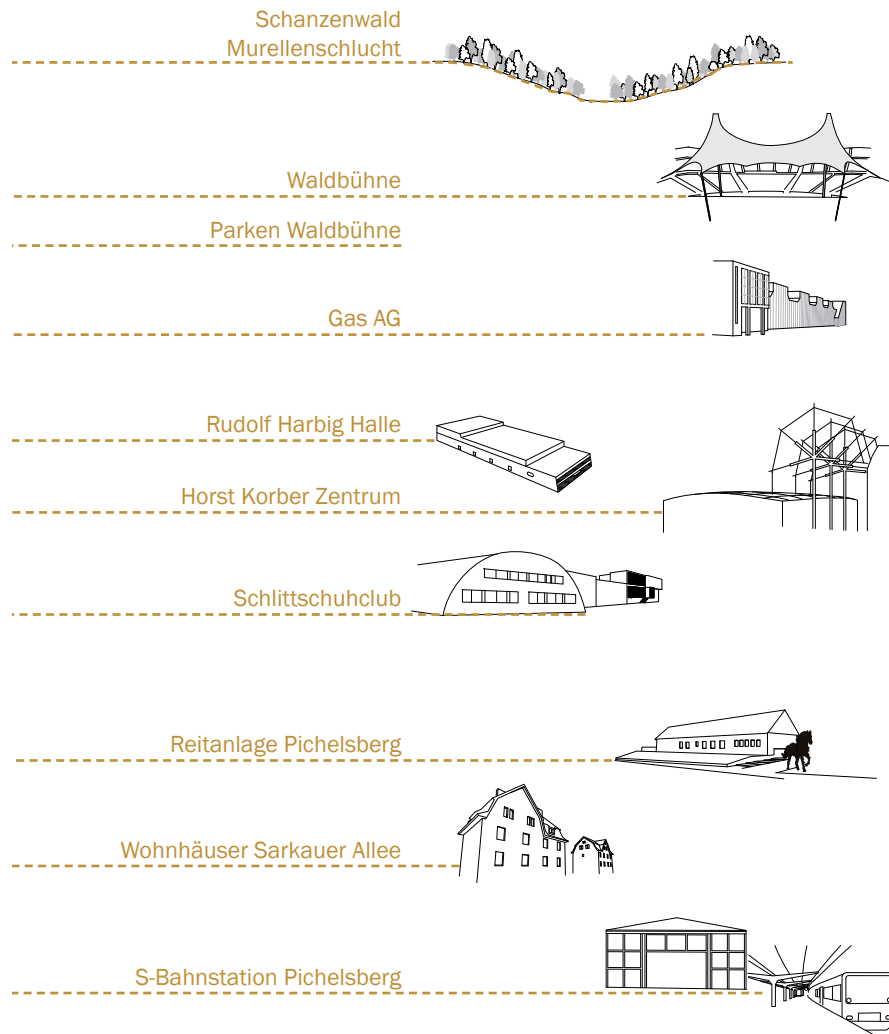 Schanzenwald
Murellenschlucht
Waldbühne
Parken Waldbühne
Gas AG
Rudolf Harbig Halle
Horst Korber Zentrum
Schlittschuhclub
Reitanlage Pichelsberg
Wohnhäuser Sarkauer Allee
S-Bahnstation Pichelsberg